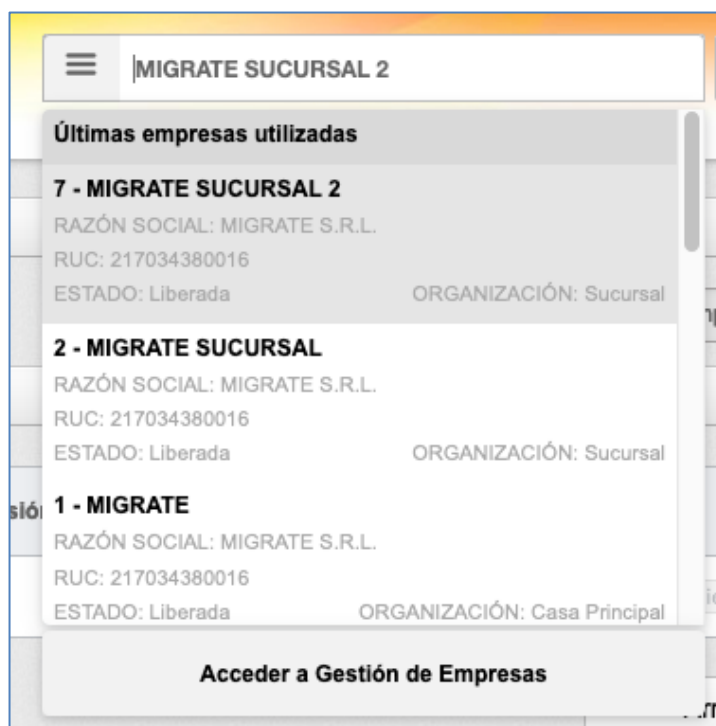 MIGRATE SUCURSAL 2
Últimas empresas utilizadas
7 - MIGRATE SUCURSAL 2
RAZÓN SOCIAL: MIGRATE S.R.L.
RUC: 217034380016
ESTADO: Liberada ORGANIZACIÓN: Sucursal
2 - MIGRATE SUCURSAL
RAZÓN SOCIAL: MIGRATE S.R.L.
RUC: 217034380016
ESTADO: Liberada ORGANIZACIÓN: Sucursal
1 - MIGRATE
RAZÓN SOCIAL: MIGRATE S.R.L.
RUC: 217034380016
ESTADO: Liberada ORGANIZACIÓN: Casa Principal
Acceder a Gestión de Empresas